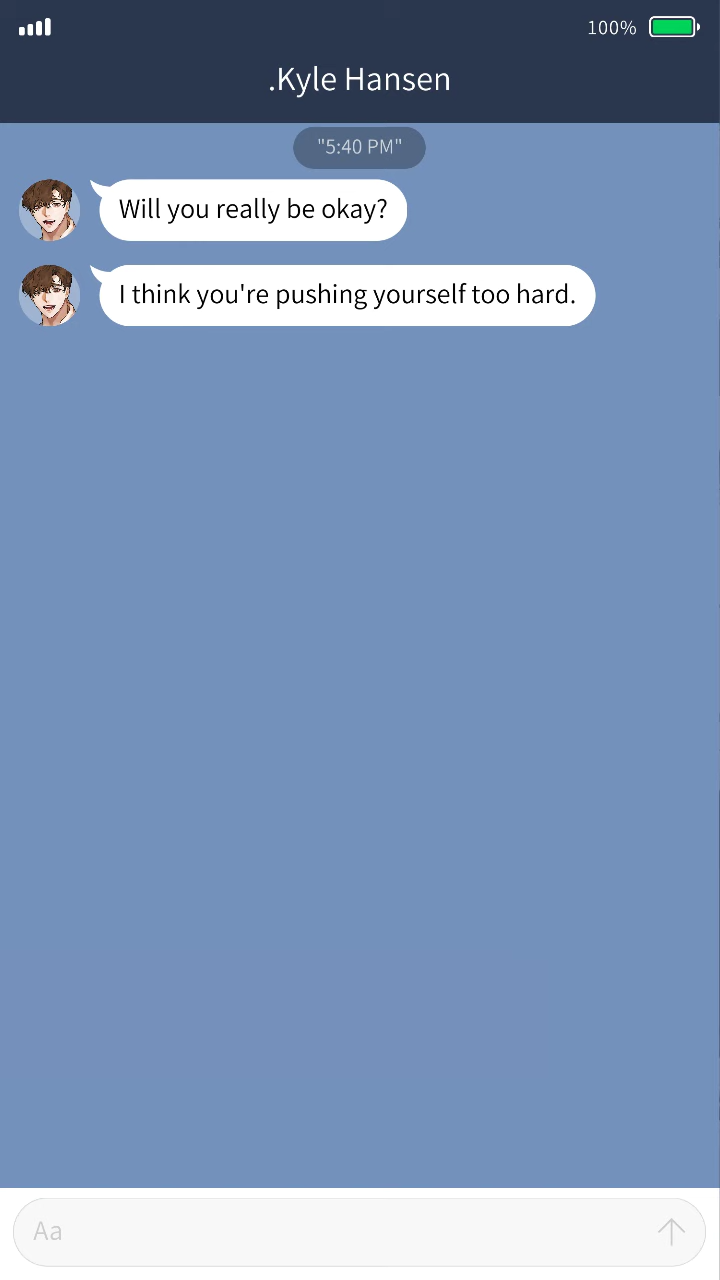 100%
.Kyle Hansen
"5:40 PM"
Will you really be okay?
I think you're pushing yourself too hard.
Aa